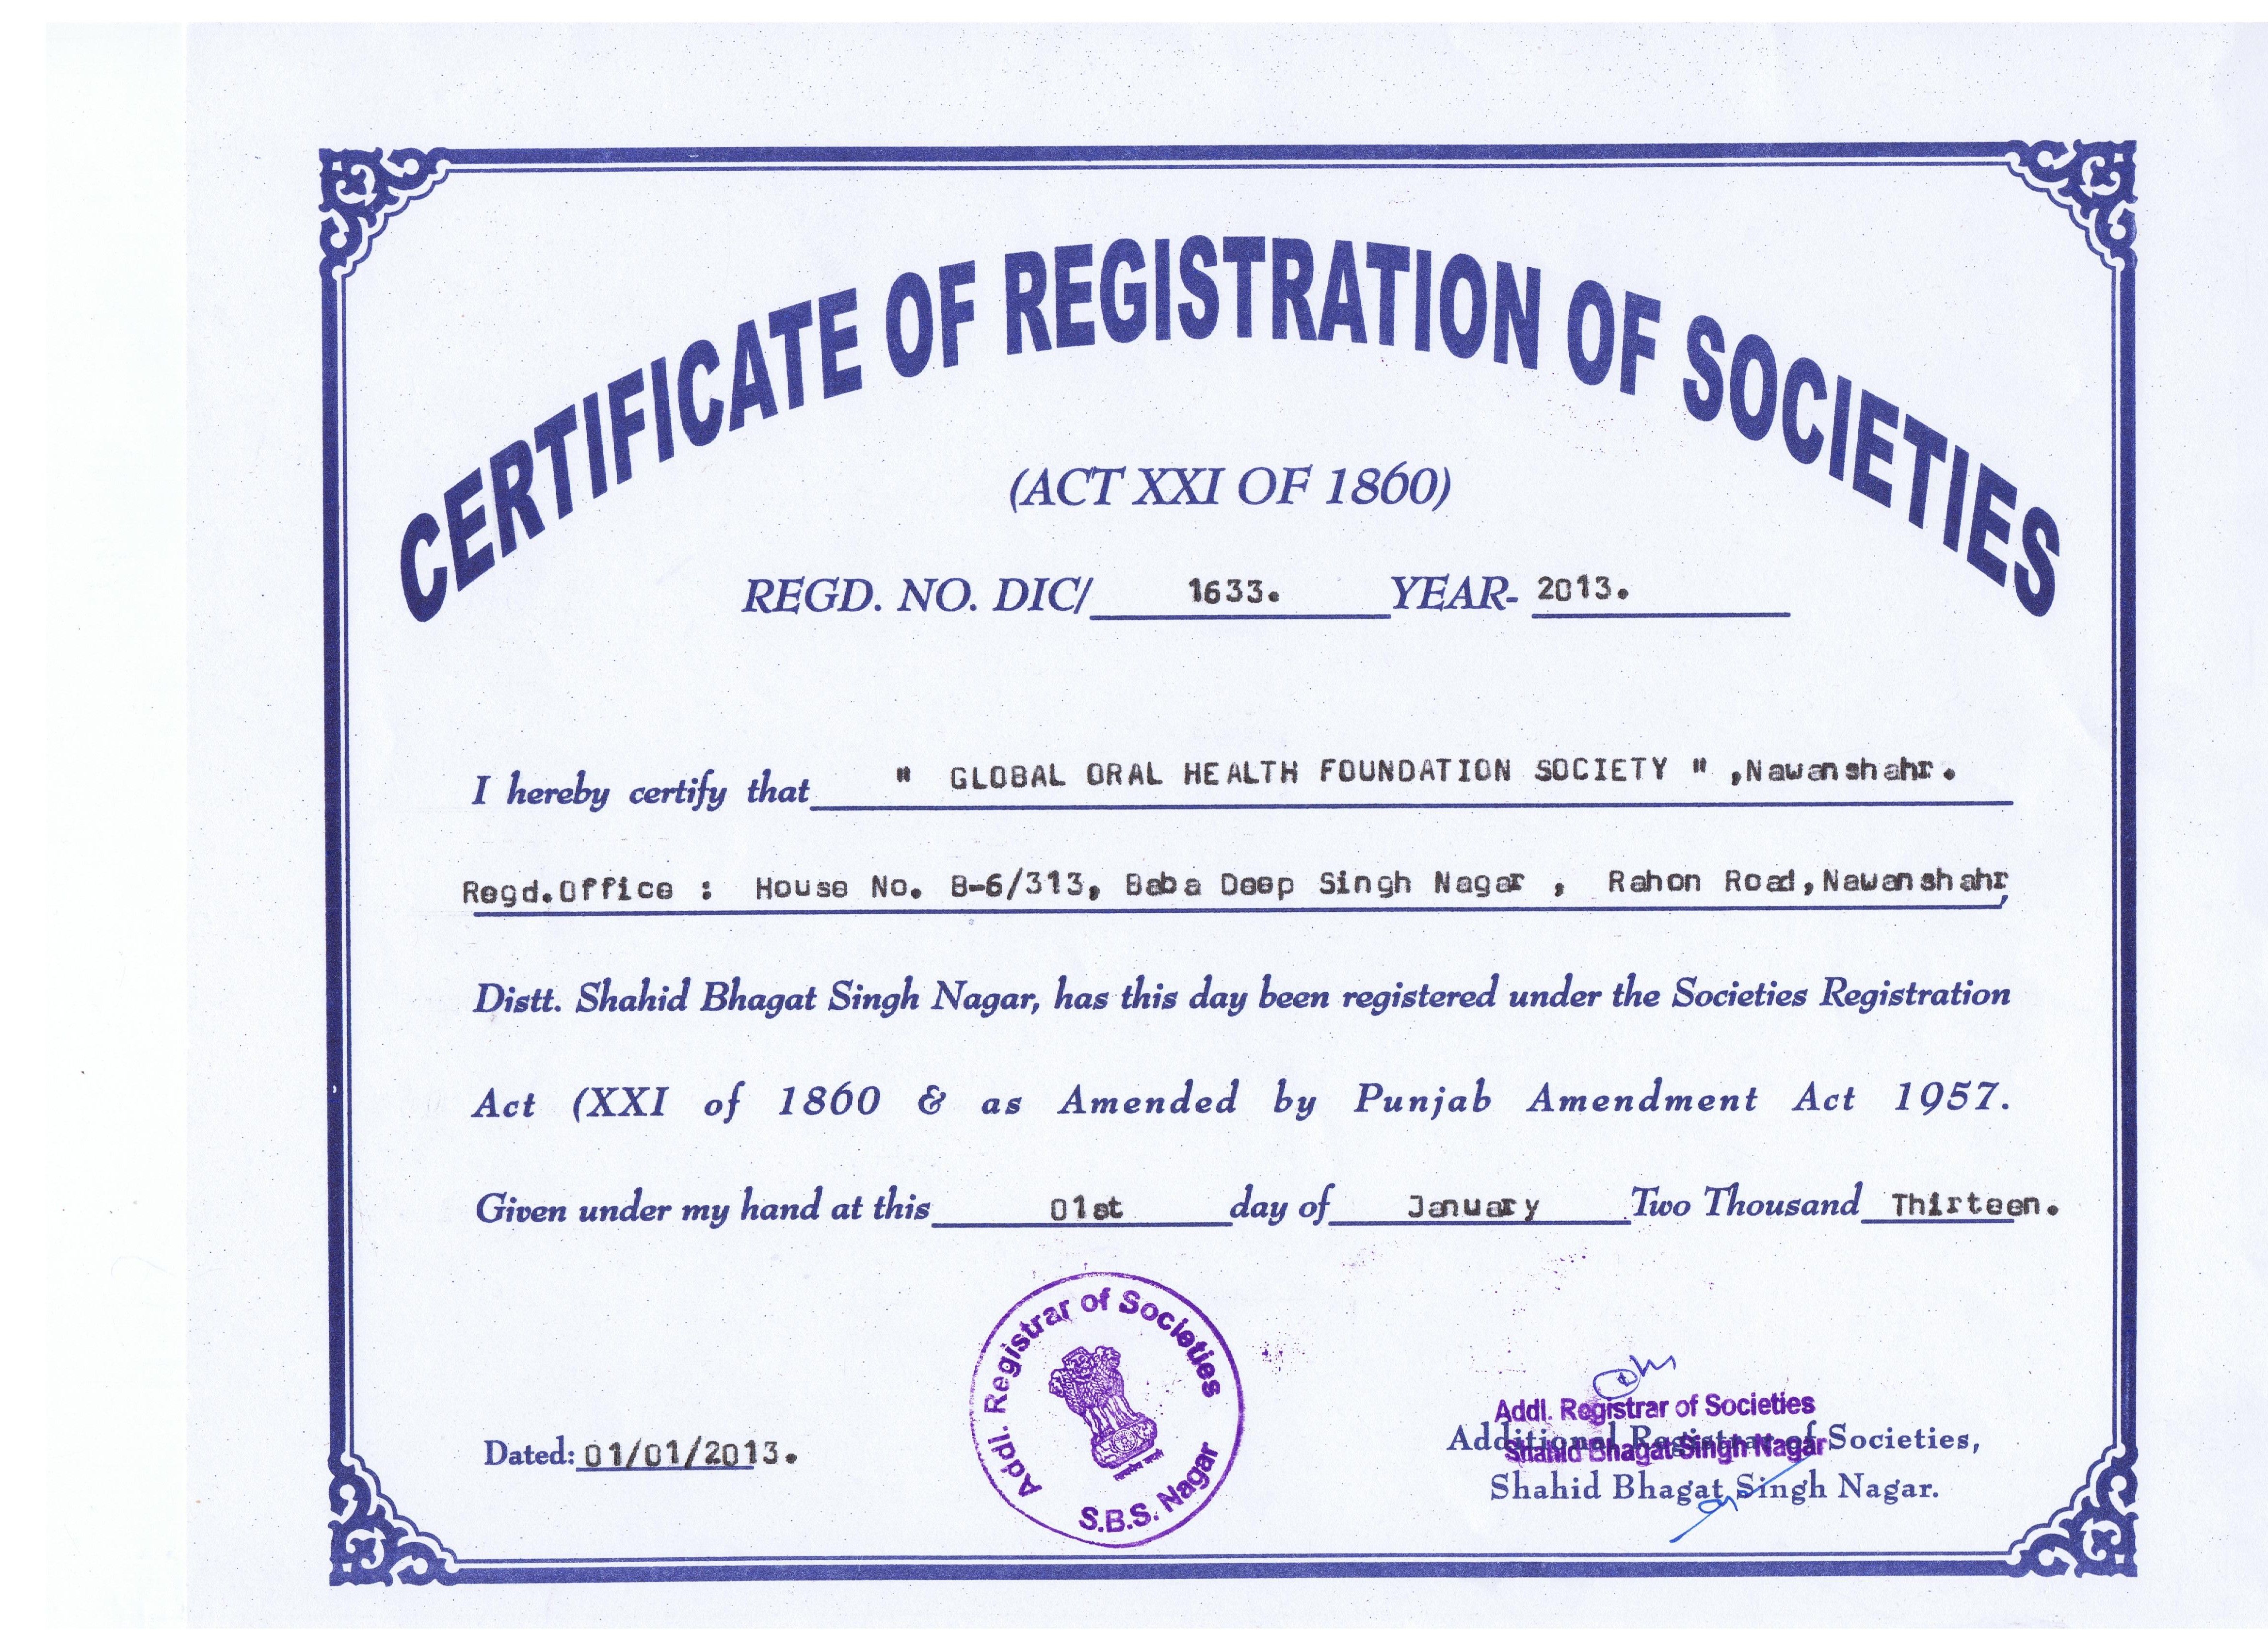 CERTIFICATE OF REGISTRATION OF SOCIETIES
(ACT XXI OF 1860)
REGD. NO. DIC/ 1633. YEAR- 2013.
I hereby certify that " GLOBAL ORAL HEALTH FOUNDATION SOCIETY " ,Nawanshahr.
Regd.Office : House No. B-6/313, Baba Deep Singh Nagar , Rahon Road,Nawanshahr,
Distt. Shahid Bhagat Singh Nagar, has this day been registered under the Societies Registration
Act (XXI of 1860 & as Amended by Punjab Amendment Act 1957.
Given under my hand at this 01st day of January Two Thousand Thirteen.
Addl. Registrar of Societies
S.B.S. Nagar
Dated: 01/01/2013.
Addl. Registrar of Societies
Shahid Bhagat Singh Nagar
Additional Registrar of Societies,
Shahid Bhagat Singh Nagar.